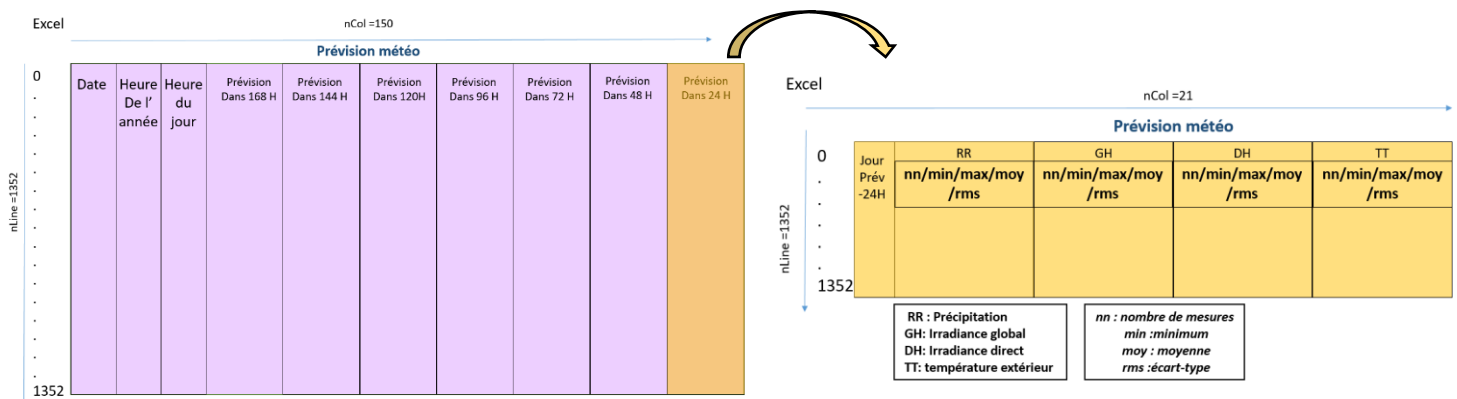 Excel
nCol =150
Prévision météo
nLine =1352
0
1352
Date
Heure
De l'
année
Heure
du
jour
Prévision
Dans 168 H
Prévision
Dans 144 H
Prévision
Dans 120H
Prévision
Dans 96 H
Prévision
Dans 72 H
Prévision
Dans 48 H
Prévision
Dans 24 H
Excel
nCol =21
Prévision météo
nLine =1352
0
1352
Jour
Prév
-24H
RR
nn/min/max/moy
/rms
GH
nn/min/max/moy
/rms
DH
nn/min/max/moy
/rms
TT
nn/min/max/moy
/rms
RR : Précipitation
GH: Irradiance global
DH: Irradiance direct
TT: température extérieur
nn : nombre de mesures
min :minimum
moy : moyenne
rms :écart-type